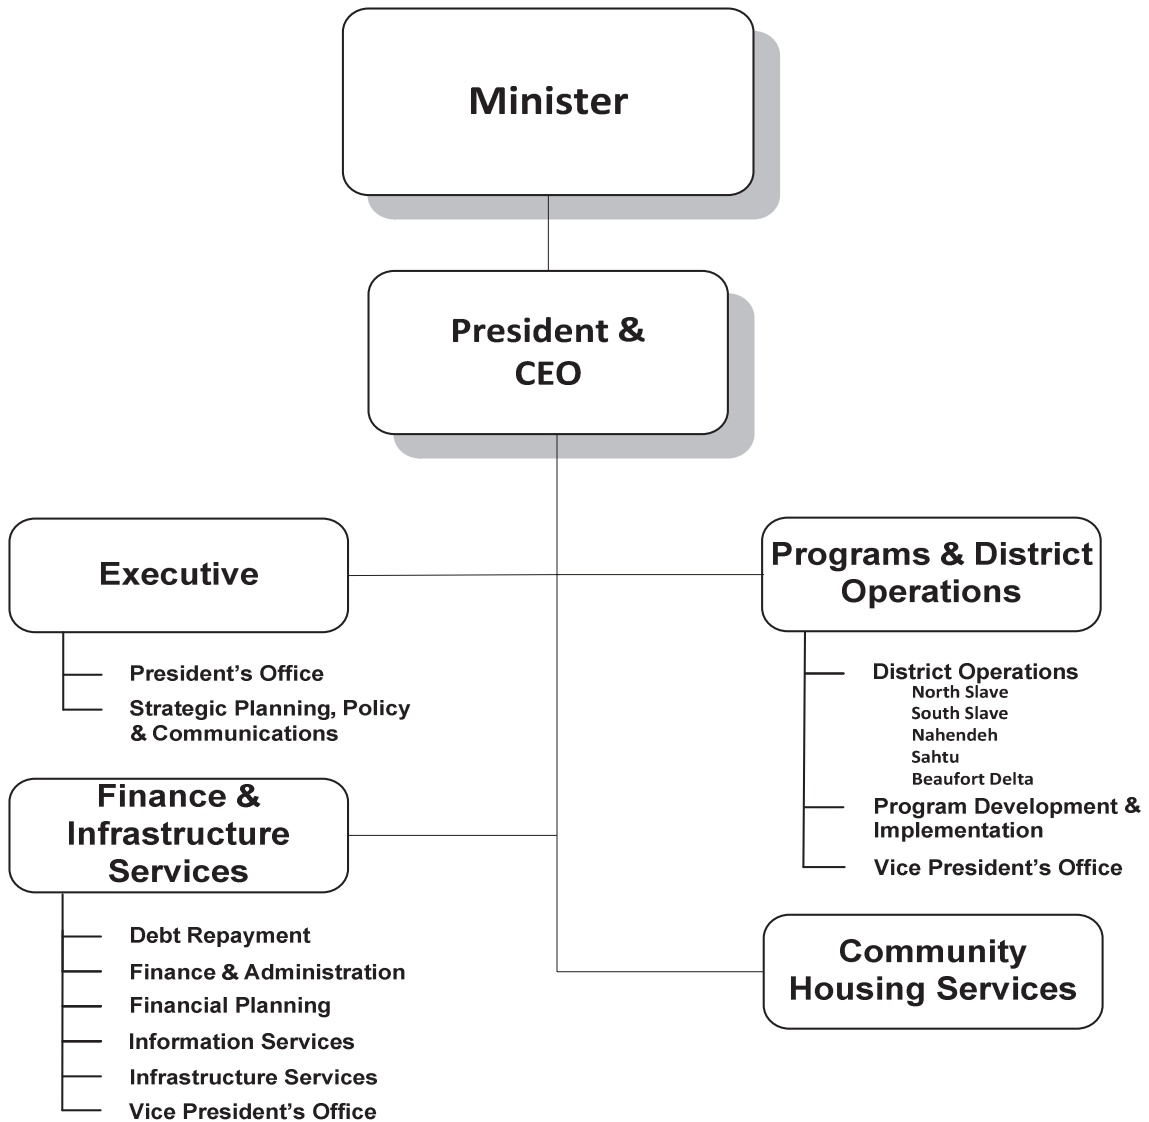 Minister
President &
CEO
Executive
President’s Office
Strategic Planning, Policy
& Communications
Finance &
Infrastructure
Services
Debt Repayment
Finance & Administration
Financial Planning
Information Services
Infrastructure Services
Vice President’s Office
Programs & District
Operations
District Operations
North Slave
South Slave
Nahendeh
Sahtu
Beaufort Delta
Program Development &
Implementation
Vice President’s Office
Community
Housing Services